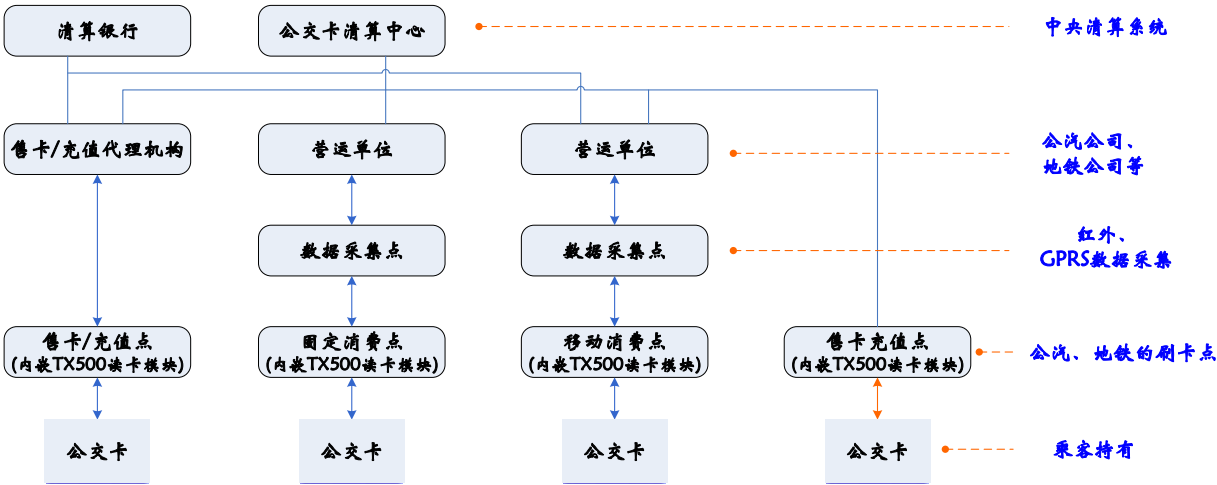 清算银行
公交卡清算中心
中央清算系统
售卡/充值代理机构
营运单位
营运单位
公汽公司、
地铁公司等
数据采集点
数据采集点
红外、
GPRS数据采集
售卡/充值点
(内嵌TX500读卡模块)
固定消费点
(内嵌TX500读卡模块)
移动消费点
(内嵌TX500读卡模块)
售卡充值点
(内嵌TX500读卡模块)
公汽、地铁的刷卡点
公交卡
公交卡
公交卡
公交卡
乘客持有